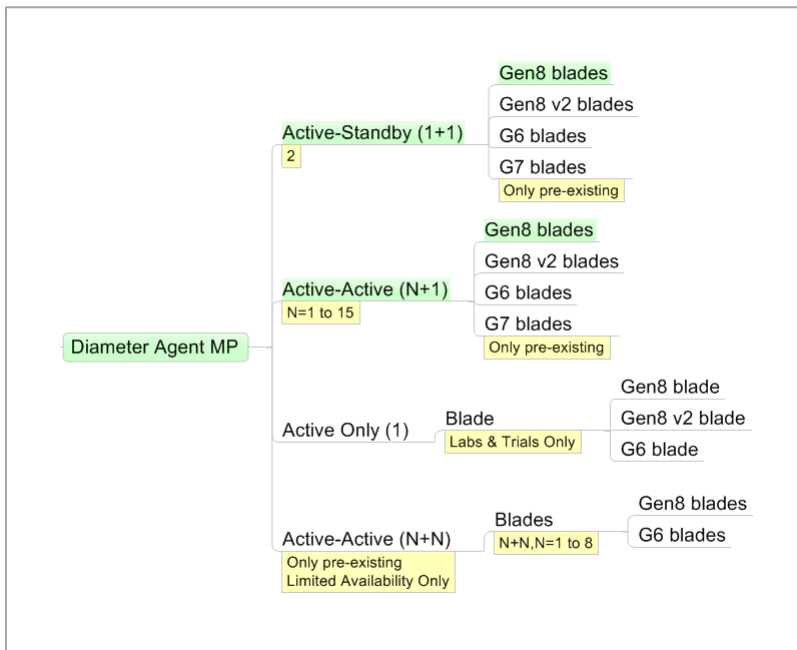 Diameter Agent MP
Active-Standby (1+1)
2
Gen8 blades
Gen8 v2 blades
G6 blades
G7 blades
Only pre-existing
Active-Active (N+1)
N=1 to 15
Gen8 blades
Gen8 v2 blades
G6 blades
G7 blades
Only pre-existing
Active Only (1)
Blade
Labs & Trials Only
Gen8 blade
Gen8 v2 blade
G6 blade
Active-Active (N+N)
Only pre-existing
Limited Availability Only
Blades
N+N,N=1 to 8
Gen8 blades
G6 blades